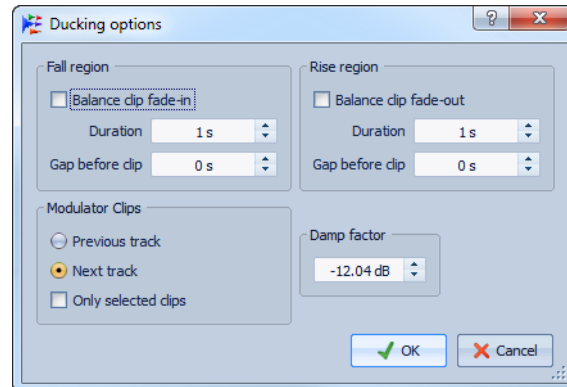 Ducking options
?
Fall region
Balance clip fade-in
Duration 1 s
Gap before clip 0 s
Rise region
Balance clip fade-out
Duration 1 s
Gap before clip 0 s
Modulator Clips
Previous track
Next track
Only selected clips
Damp factor
-12.04 dB
OK
Cancel